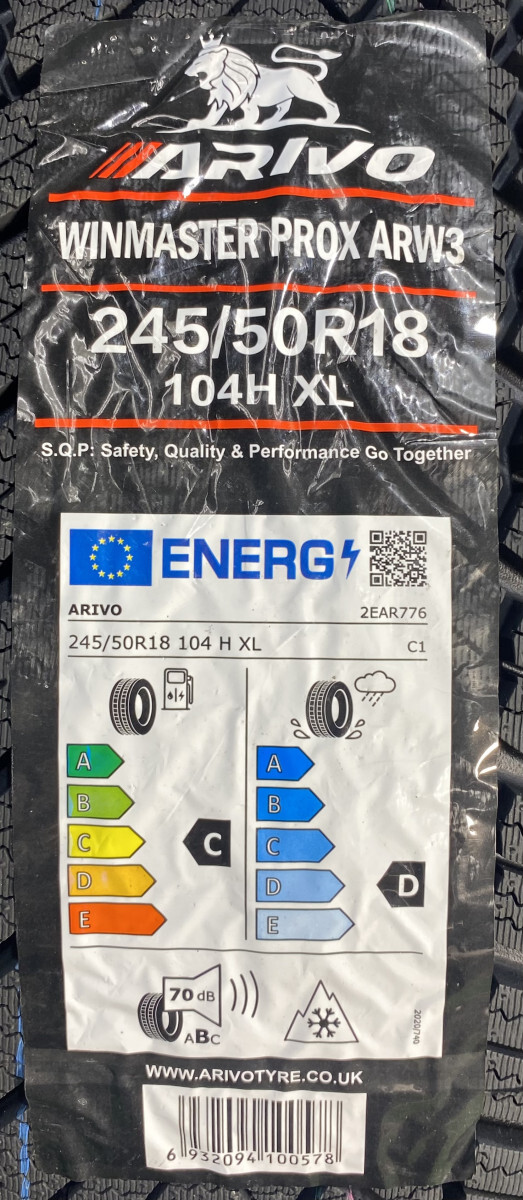 ARIVO
WINMASTER PROX ARW3
245/50R18
104H XL
S.Q.P: Safety, Quality & Performance Go Together
ENERG
ARIVO 2EAR776
245/50R18 104 H XL C1
A A
B B
C C C
D D D
E E
70 dB
ABC
2020/740
WWW.ARIVOTYRE.CO.UK
6 932094 100578